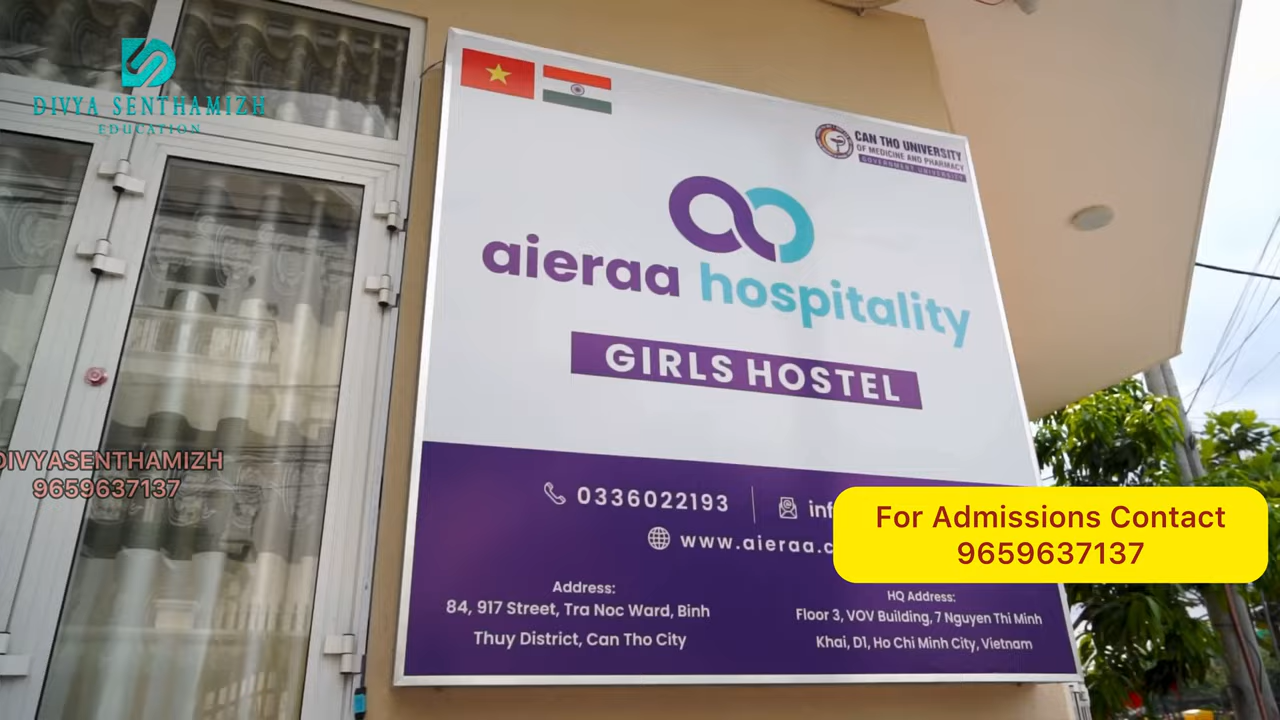 DIVYA SENTHAMIZH
EDUCATION
CAN THO UNIVERSITY
OF MEDICINE AND PHARMACY
GOVERNMENT UNIVERSITY
aieraa hospitality
GIRLS HOSTEL
0336022193
www.aieraa.c
Address:
84, 917 Street, Tra Noc Ward, Binh
Thuy District, Can Tho City
HQ Address:
Floor 3, VOV Building, 7 Nguyen Thi Minh
Khai, D1, Ho Chi Minh City, Vietnam
DIVYASENTHAMIZH
9659637137
For Admissions Contact
9659637137